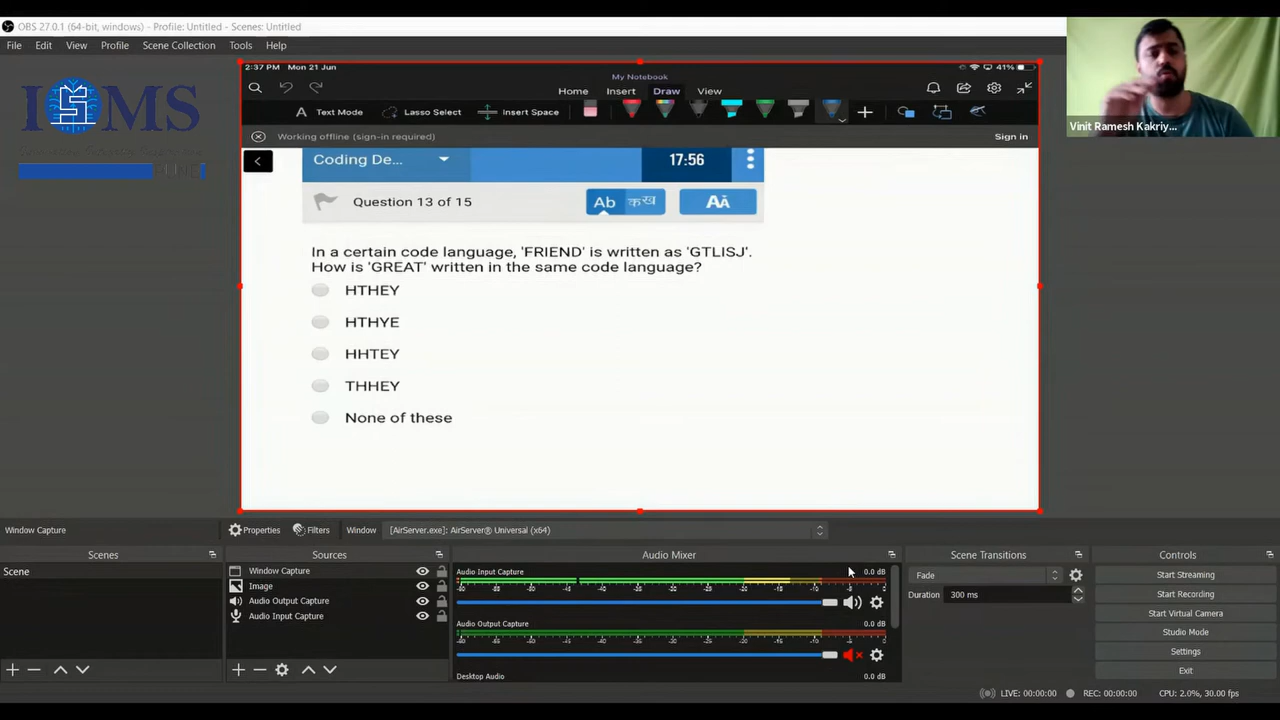 OBS 27.0.1 (64-bit, windows) - Profile: Untitled - Scenes: Untitled
File Edit View Profile Scene Collection Tools Help
2:37 PM Mon 21 Jun
41%
My Notebook
Home Insert Draw View
Text Mode Lasso Select Insert Space
Working offline (sign-in required) Sign in
Vinit Ramesh Kakriy...
Coding De... 17:56
Question 13 of 15 Ab कख AA
In a certain code language, 'FRIEND' is written as 'GTLISJ'.
How is 'GREAT' written in the same code language?
HTHEY
HTHYE
HHTEY
THHEY
None of these
Window Capture Properties Filters Window [AirServer.exe]: AirServer® Universal (x64)
Scenes Sources Audio Mixer Scene Transitions Controls
Scene
Window Capture
Image
Audio Output Capture
Audio Input Capture
Audio Input Capture 0.0 dB
Audio Output Capture 0.0 dB
Desktop Audio 0.0 dB
Fade
Duration 300 ms
Start Streaming
Start Recording
Start Virtual Camera
Studio Mode
Settings
Exit
LIVE: 00:00:00 REC: 00:00:00 CPU: 2.0%, 30.00 fps